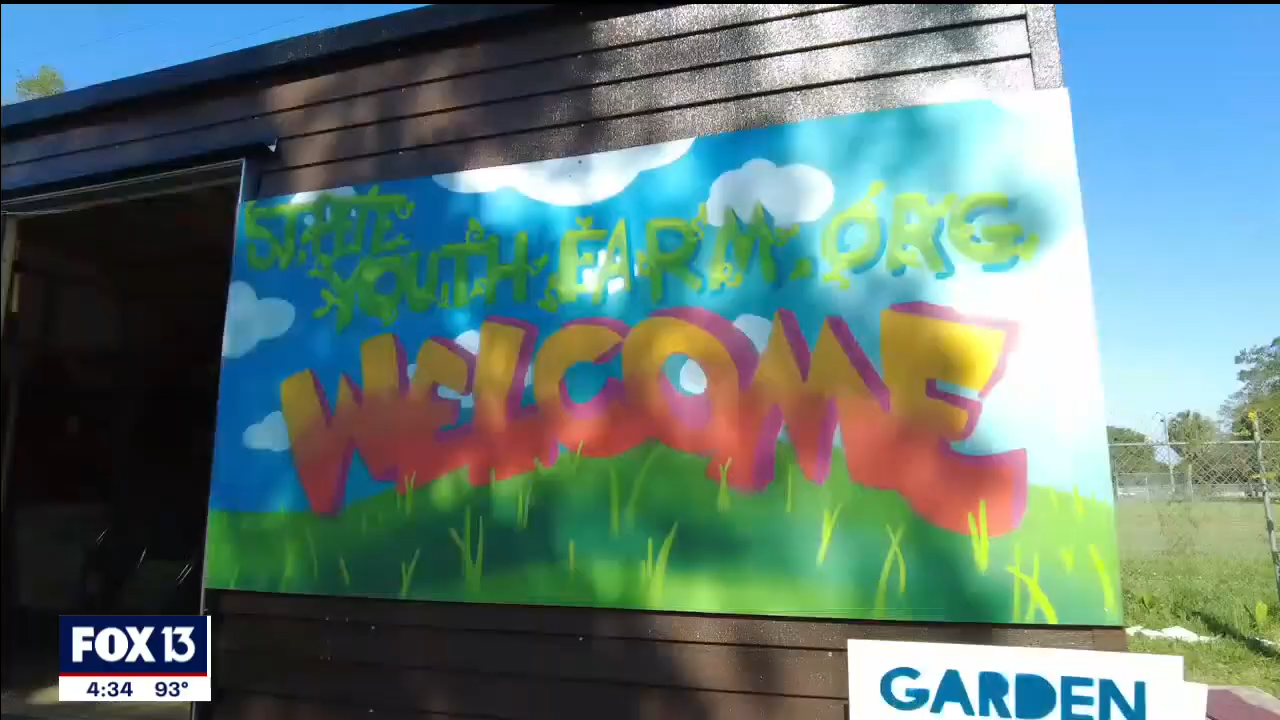 STATE
YOUTH FARM.ORG
WELCOME
GARDEN
FOX 13
4:34 93°